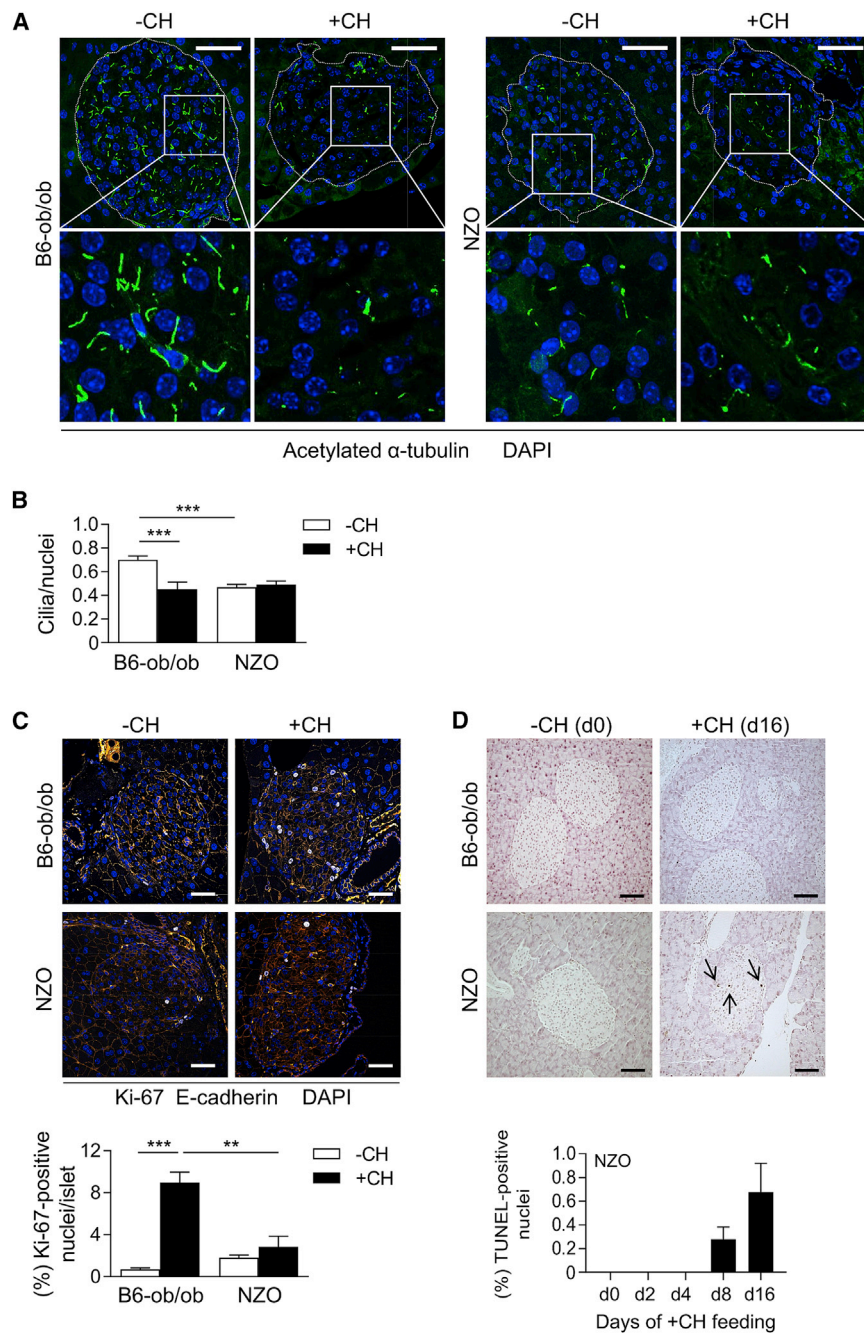 A
-CH +CH -CH +CH
B6-ob/ob
NZO
Acetylated α-tubulin DAPI
B
***
***
-CH
+CH
Cilia/nuclei
1.0
0.8
0.6
0.4
0.2
0
B6-ob/ob NZO
C
-CH +CH
B6-ob/ob
NZO
Ki-67 E-cadherin DAPI
(%) Ki-67-positive
nuclei/islet
12
8
4
0
*** **
-CH
+CH
B6-ob/ob NZO
D
-CH (d0) +CH (d16)
B6-ob/ob
NZO
(%) TUNEL-positive
nuclei
1.0
0.8
0.6
0.4
0.2
0
NZO
d0 d2 d4 d8 d16
Days of +CH feeding